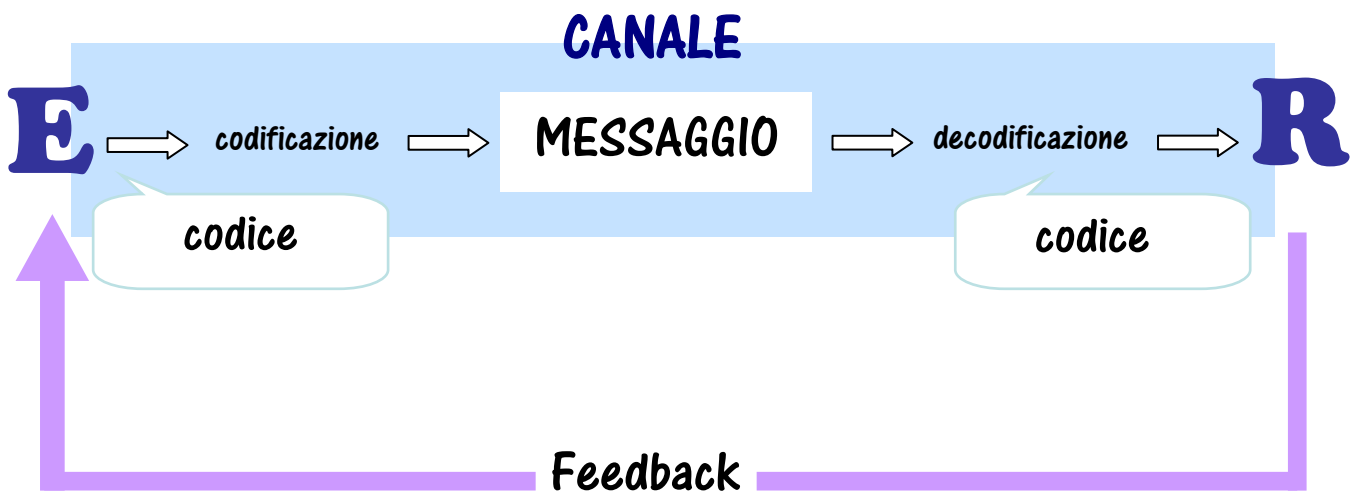 CANALE
E codificazione MESSAGGIO decodificazione R
codice codice
Feedback